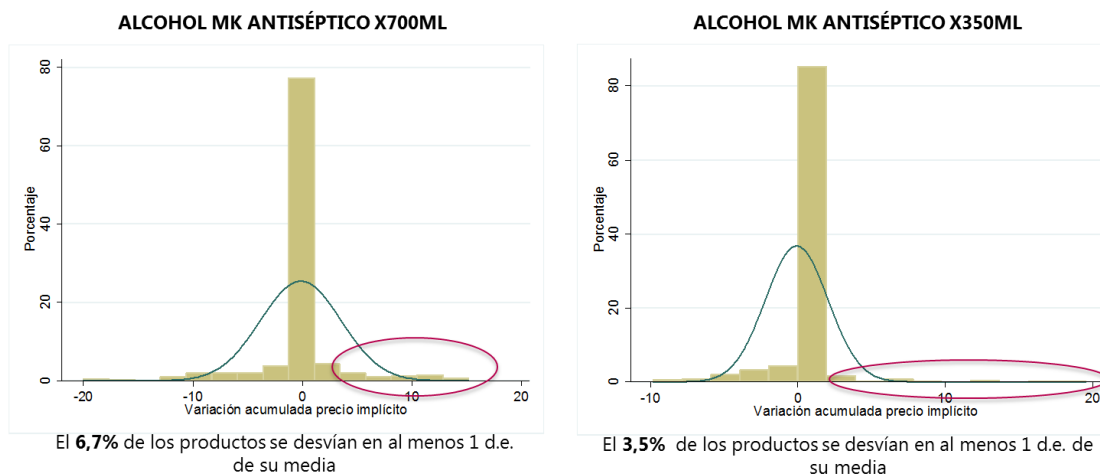 ALCOHOL MK ANTISÉPTICO X700ML
80
60
40
20
0
Porcentaje
-20
-10
0
10
20
Variación acumulada precio implícito
El 6,7% de los productos se desvían en al menos 1 d.e.
de su media
ALCOHOL MK ANTISÉPTICO X350ML
80
60
40
20
0
Porcentaje
-10
0
10
20
Variación acumulada precio implícito
El 3,5% de los productos se desvían en al menos 1 d.e. de
su media